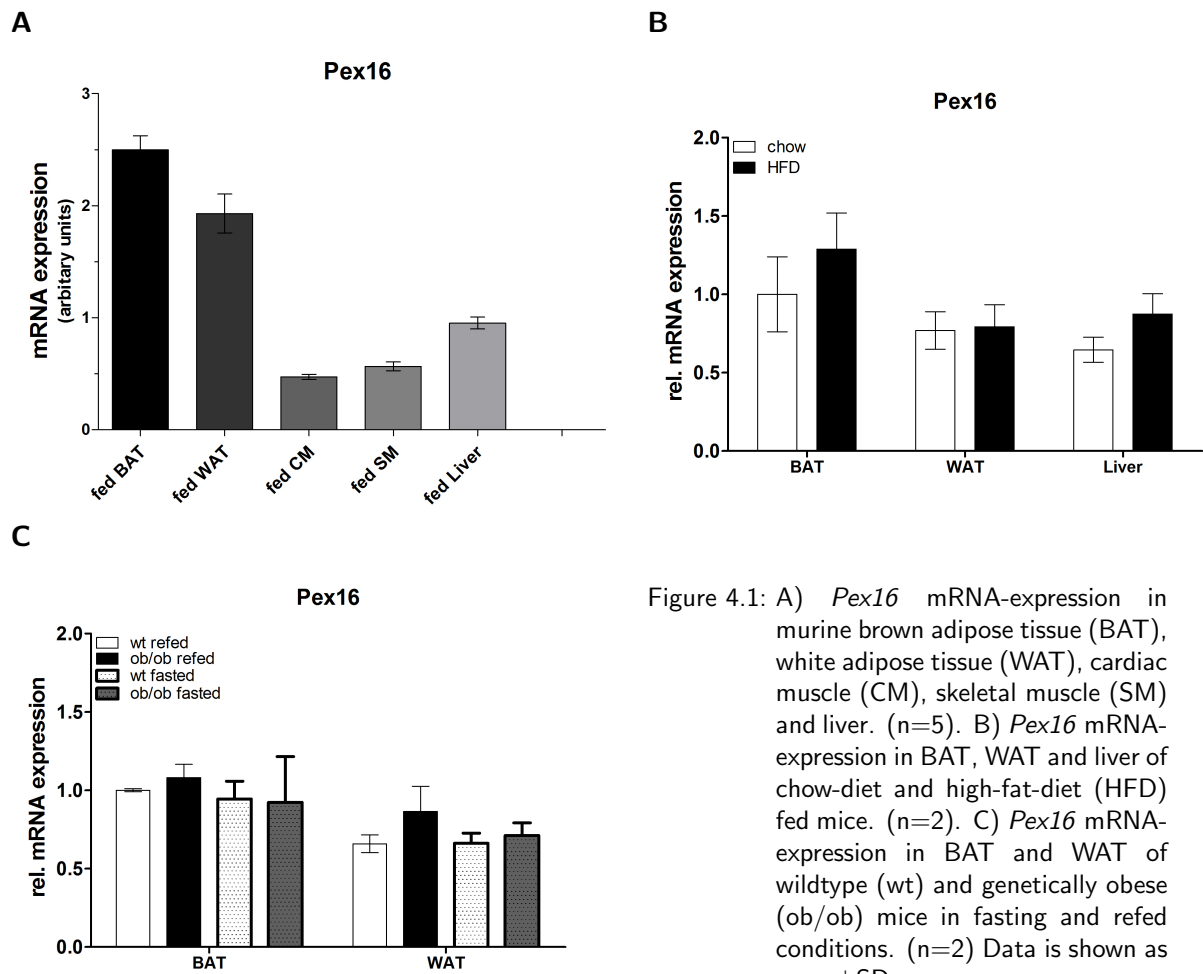 A
Pex16
mRNA expression
(arbitary units)
3
2
1
0
fed BAT
fed WAT
fed CM
fed SM
fed Liver
B
Pex16
rel. mRNA expression
2.0
1.5
1.0
0.5
0.0
chow
HFD
BAT
WAT
Liver
C
Pex16
rel. mRNA expression
2.0
1.5
1.0
0.5
0.0
wt refed
ob/ob refed
wt fasted
ob/ob fasted
BAT
WAT
Figure 4.1: A) Pex16 mRNA-expression in
murine brown adipose tissue (BAT),
white adipose tissue (WAT), cardiac
muscle (CM), skeletal muscle (SM)
and liver. (n=5). B) Pex16 mRNA-
expression in BAT, WAT and liver of
chow-diet and high-fat-diet (HFD)
fed mice. (n=2). C) Pex16 mRNA-
expression in BAT and WAT of
wildtype (wt) and genetically obese
(ob/ob) mice in fasting and refed
conditions. (n=2) Data is shown as